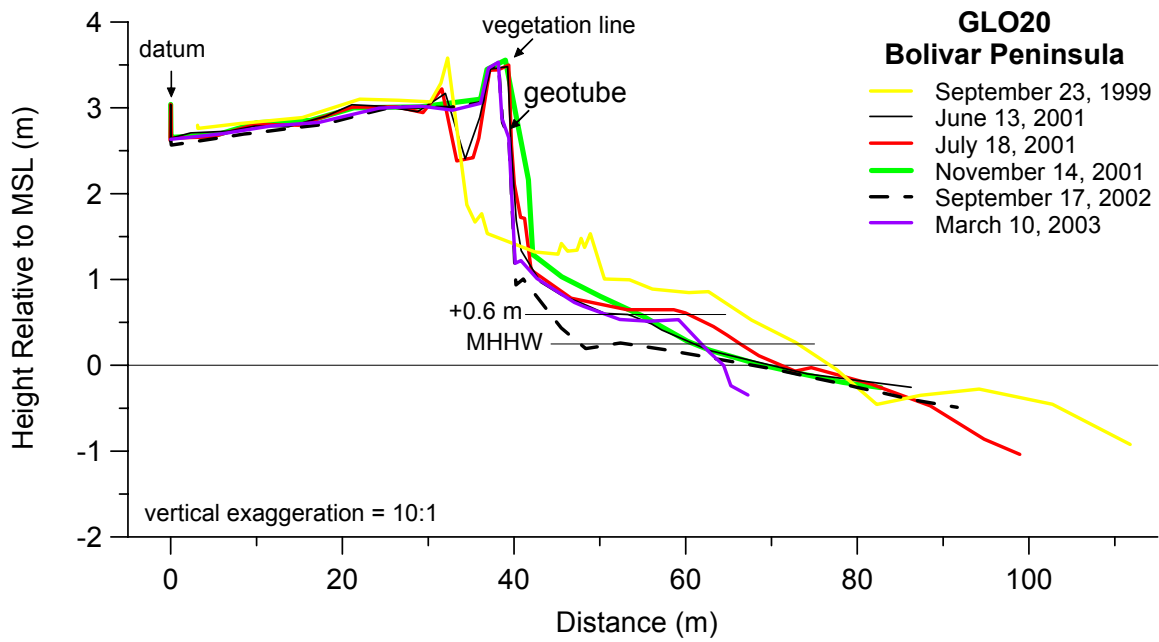 GLO20
Bolivar Peninsula
September 23, 1999
June 13, 2001
July 18, 2001
November 14, 2001
September 17, 2002
March 10, 2003
vegetation line
datum
geotube
+0.6 m
MHHW
vertical exaggeration = 10:1
Height Relative to MSL (m)
4
3
2
1
0
-1
-2
0 20 40 60 80 100
Distance (m)